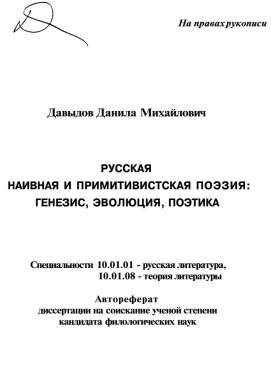 На правах рукописи
Давыдов Данила Михайлович
РУССКАЯ
НАИВНАЯ И ПРИМИТИВИСТСКАЯ ПОЭЗИЯ:
ГЕНЕЗИС, ЭВОЛЮЦИЯ, ПОЭТИКА
Специальности 10.01.01 - русская литература,
10.01.08 - теория литературы
Автореферат
диссертации на соискание ученой степени
кандидата филологических наук